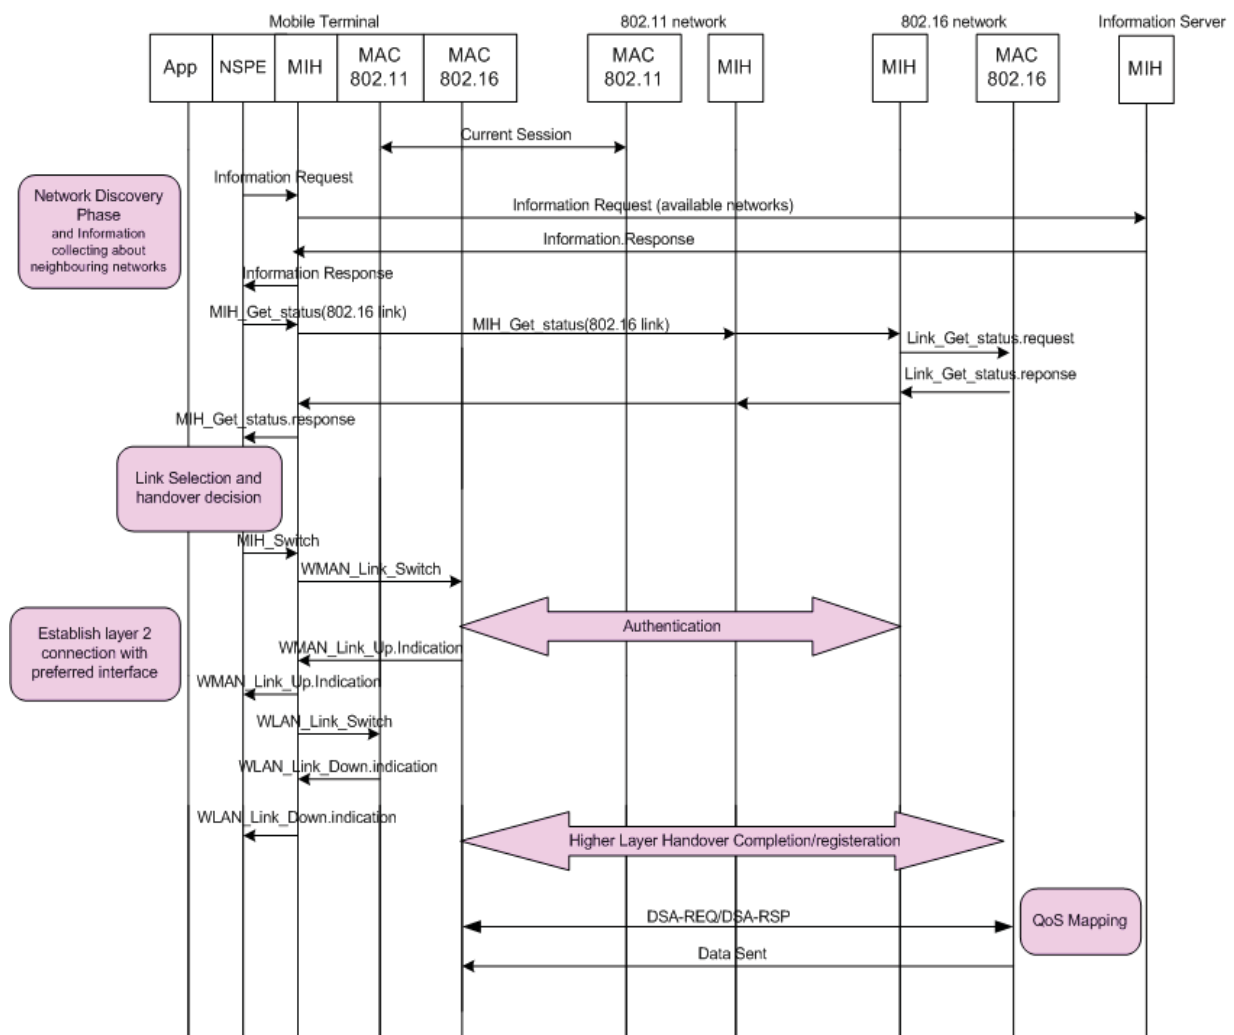 Mobile Terminal
802.11 network
802.16 network
Information Server
App
NSPE
MIH
MAC
802.11
MAC
802.16
MAC
802.11
MIH
MIH
MAC
802.16
MIH
Current Session
Information Request
Network Discovery
Phase
and Information
collecting about
neighbouring networks
Information Request (available networks)
Information.Response
Information Response
MIH_Get_status(802.16 link)
MIH_Get_status(802.16 link)
Link_Get_status.request
Link_Get_status.reponse
MIH_Get_status.response
Link Selection and
handover decision
MIH_Switch
WMAN_Link_Switch
Establish layer 2
connection with
preferred interface
Authentication
WMAN_Link_Up.Indication
WMAN_Link_Up.Indication
WLAN_Link_Switch
WLAN_Link_Down.indication
WLAN_Link_Down.indication
Higher Layer Handover Completion/registeration
DSA-REQ/DSA-RSP
QoS Mapping
Data Sent